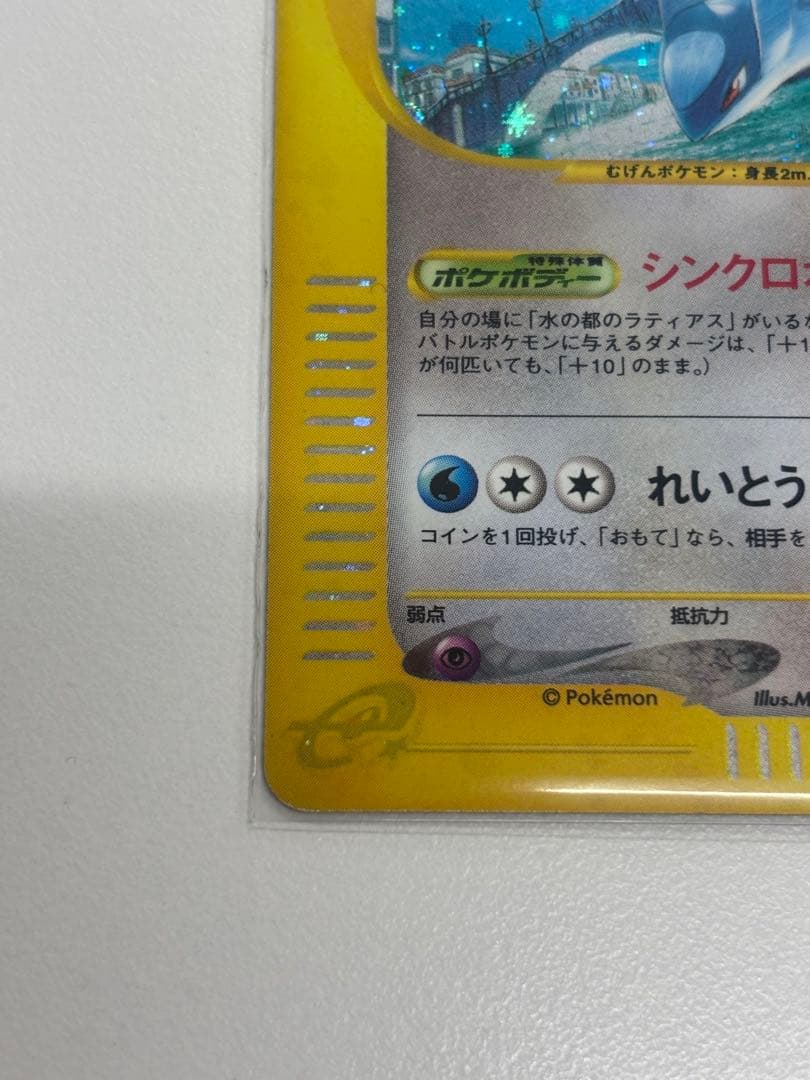 むげんポケモン：身長2m.
特殊体質
ポケボディー
シンクロ
自分の場に「水の都のラティアス」がいる
バトルポケモンに与えるダメージは、「＋1
が何匹いても、「＋10」のまま。）
れいとう
コインを1回投げ、「おもて」なら、相手を
弱点
抵抗力
© Pokémon
Illus.M
e